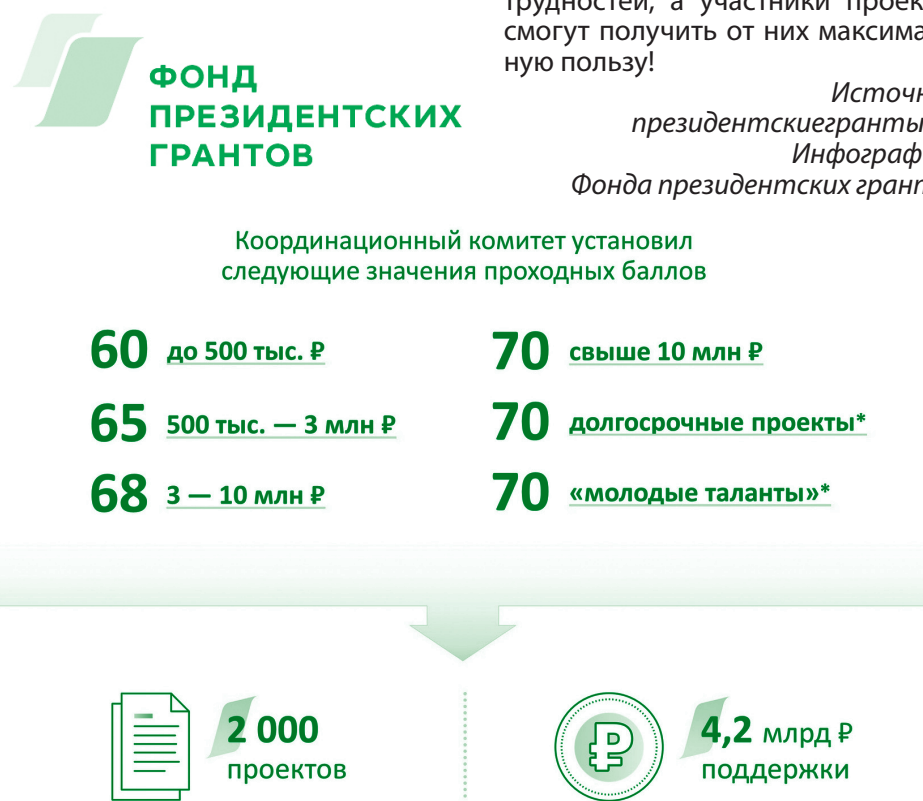 трудностей, а участники
смогут получить от них
ную пользу!
ФОНД
ПРЕЗИДЕНТСКИХ
ГРАНТОВ
Фонда президентских
Координационный комитет установил
следующие значения проходных баллов
60 до 500 тыс. ₽
65 500 тыс. — 3 млн ₽
68 3 — 10 млн ₽
70 свыше 10 млн ₽
70 долгосрочные проекты*
70 «молодые таланты»*
2 000
проектов
4,2 млрд ₽
поддержки